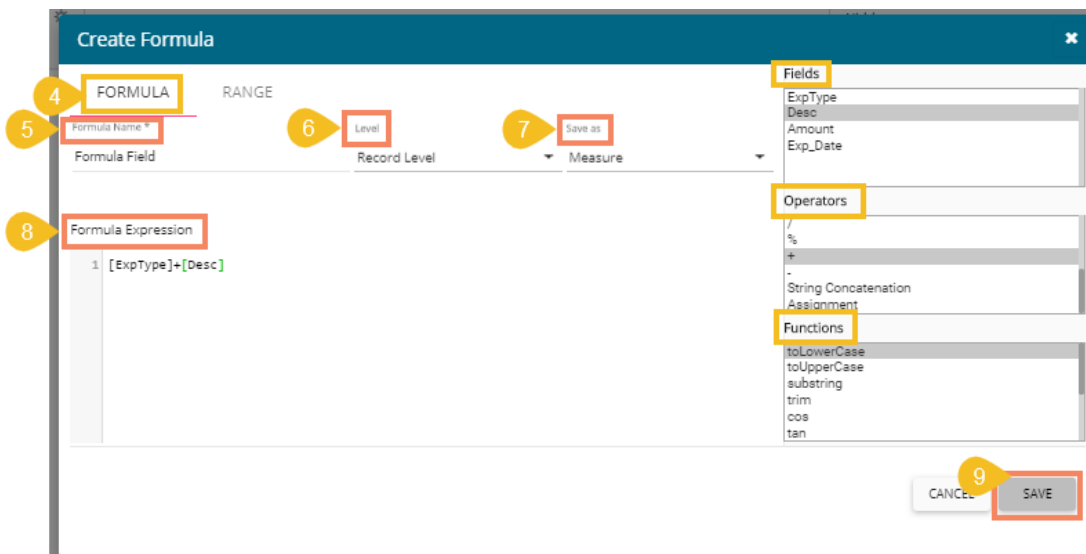 Create Formula
4
FORMULA
RANGE
5
Formula Name *
6
Level
7
Save as
Formula Field
Record Level
Measure
8
Formula Expression
1 [ExpType]+[Desc]
Fields
ExpType
Desc
Amount
Exp_Date
Operators
/
%
+
-
String Concatenation
Assignment
Functions
toLowerCase
toUpperCase
substring
trim
cos
tan
CANCEL
9
SAVE